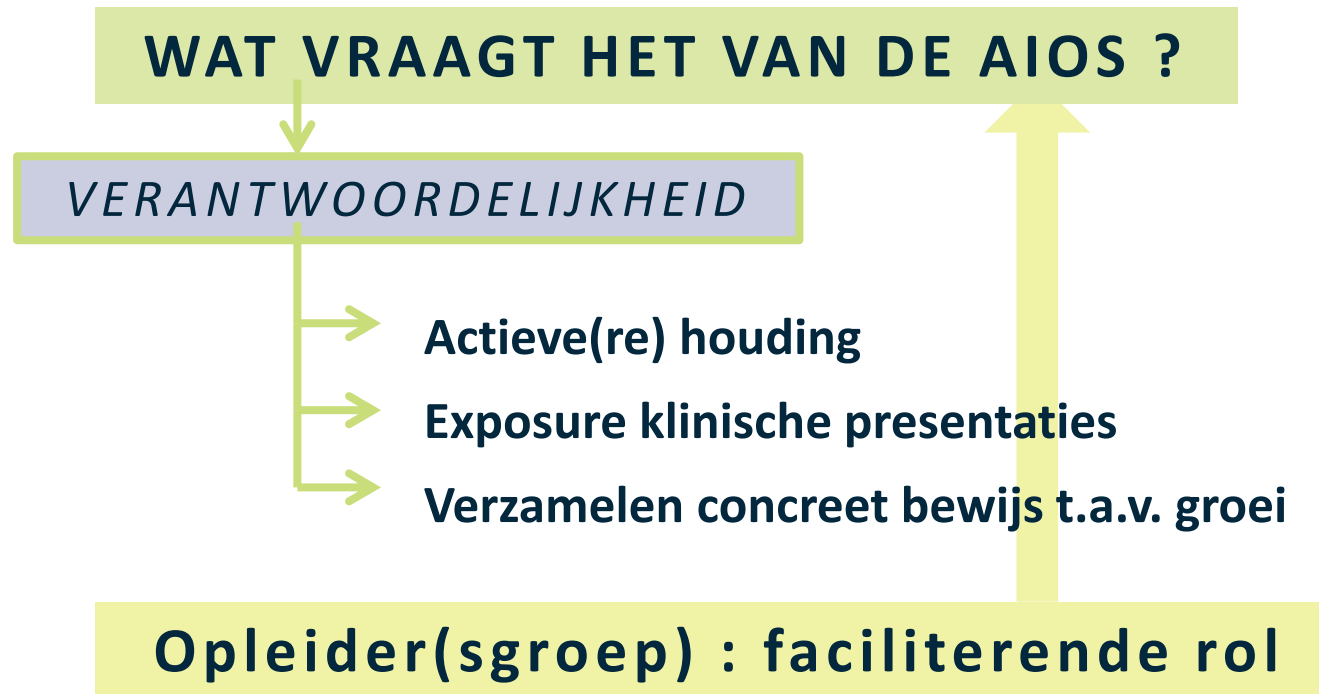 WAT VRAAGT HET VAN DE AIOS ?
VERANTWOORDELIJKHEID
Actieve(re) houding
Exposure klinische presentaties
Verzamelen concreet bewijs t.a.v. groei
Opleider(sgroep) : faciliterende rol